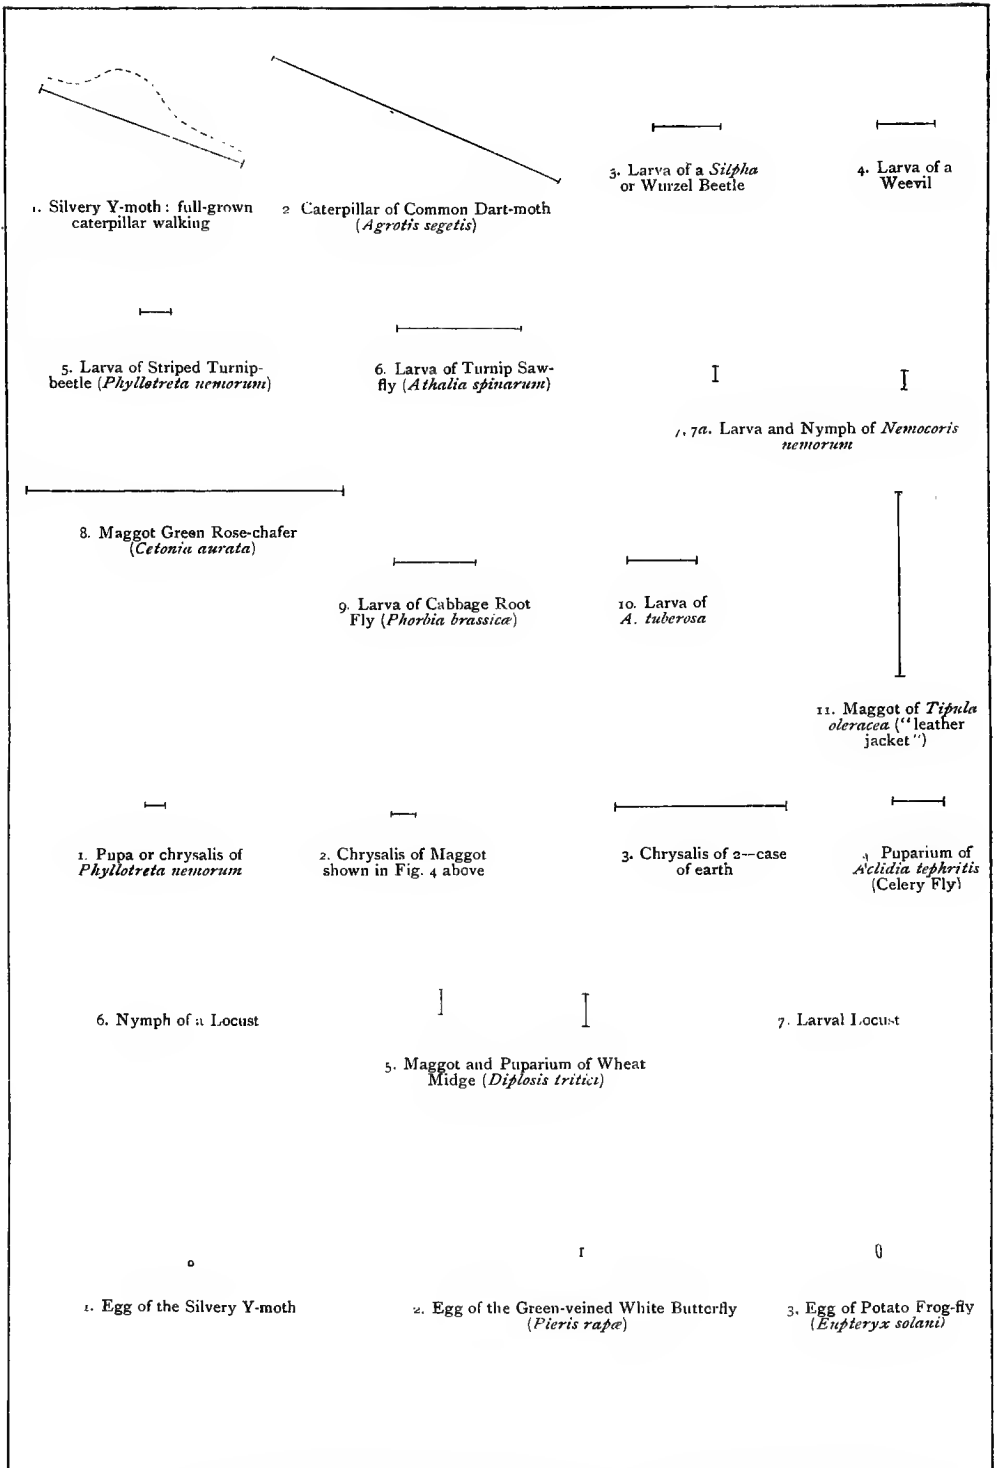 1. Silvery Y-moth : full-grown
caterpillar walking
2 Caterpillar of Common Dart-moth
(Agrotis segetis)
3. Larva of a Silpha
or Wurzel Beetle
4. Larva of a
Weevil
5. Larva of Striped Turnip-
beetle (Phyllotreta nemorum)
6. Larva of Turnip Saw-
fly (Athalia spinarum)
7, 7a. Larva and Nymph of Nemocoris
nemorum
8. Maggot Green Rose-chafer
(Cetonia aurata)
9. Larva of Cabbage Root
Fly (Phorbia brassicæ)
10. Larva of
A. tuberosa
11. Maggot of Tipula
oleracea ("leather
jacket")
1. Pupa or chrysalis of
Phyllotreta nemorum
2. Chrysalis of Maggot
shown in Fig. 4 above
3. Chrysalis of 2—case
of earth
4 Puparium of
Aclidia tephritis
(Celery Fly)
6. Nymph of a Locust
7. Larval Locust
5. Maggot and Puparium of Wheat
Midge (Diplosis tritici)
1. Egg of the Silvery Y-moth
2. Egg of the Green-veined White Butterfly
(Pieris rapæ)
3. Egg of Potato Frog-fly
(Eupteryx solani)